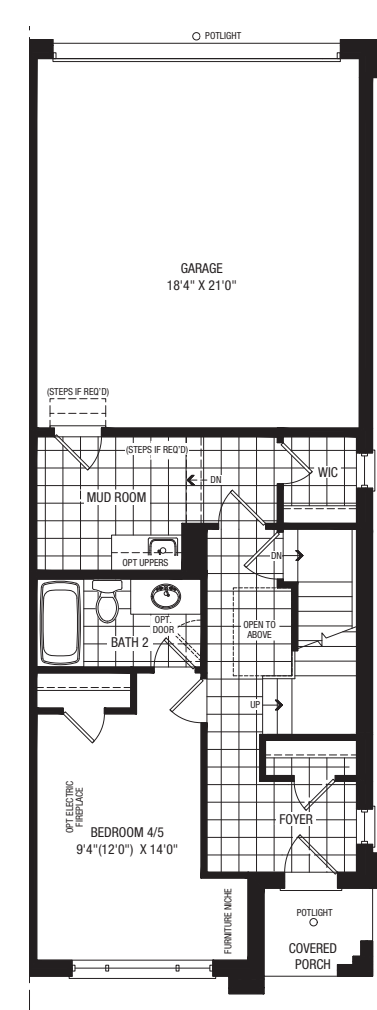 POTLIGHT
GARAGE
18'4" X 21'0"
(STEPS IF REQ'D)
(STEPS IF REQ'D)
WIC
DN
MUD ROOM
OPT UPPERS
DN
OPT.
DOOR
OPEN TO
ABOVE
BATH 2
UP
OPT ELECTRIC
FIREPLACE
FOYER
BEDROOM 4/5
9'4"(12'0") X 14'0"
FURNITURE NICHE
POTLIGHT
COVERED
PORCH